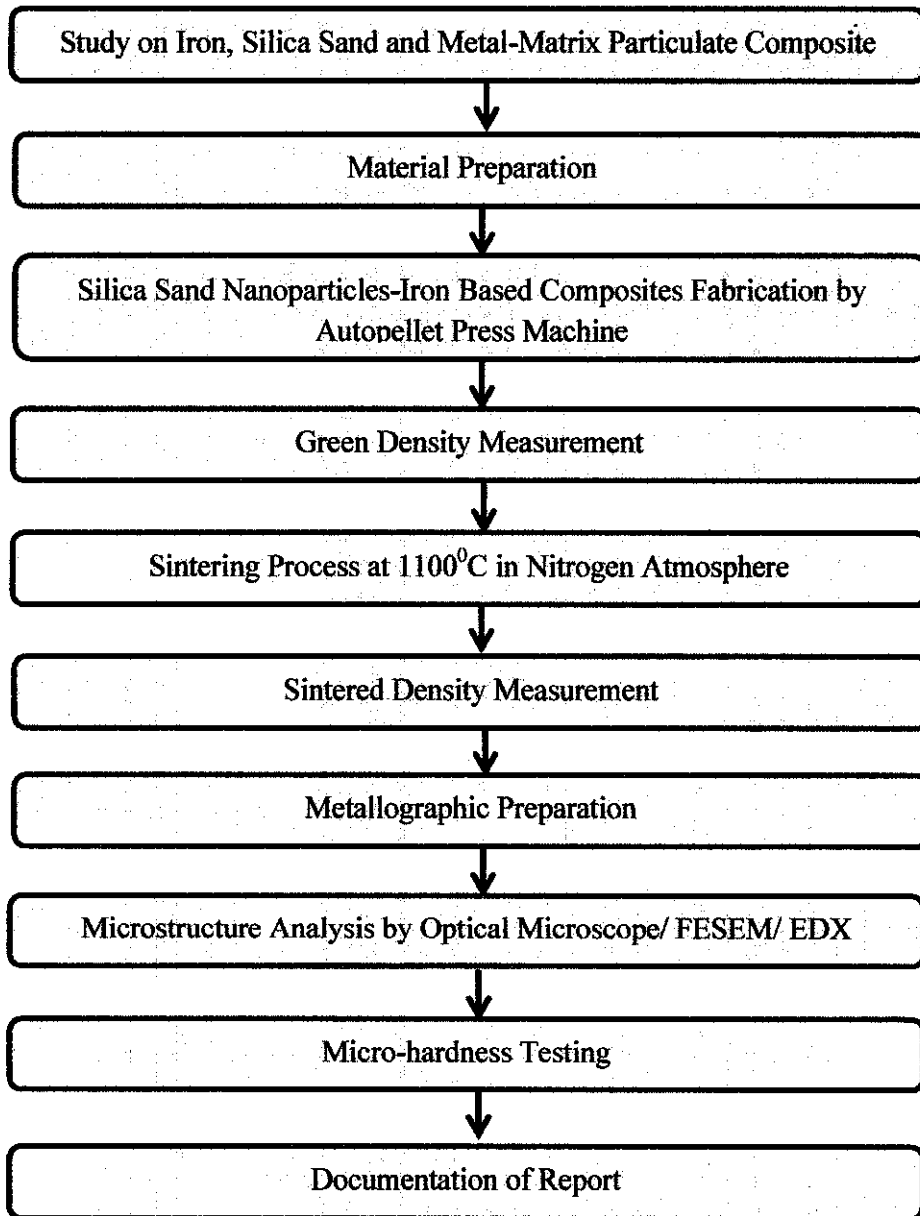 Study on Iron, Silica Sand and Metal-Matrix Particulate Composite
Material Preparation
Silica Sand Nanoparticles-Iron Based Composites Fabrication by
Autopellet Press Machine
Green Density Measurement
Sintering Process at 1100⁰C in Nitrogen Atmosphere
Sintered Density Measurement
Metallographic Preparation
Microstructure Analysis by Optical Microscope/ FESEM/ EDX
Micro-hardness Testing
Documentation of Report